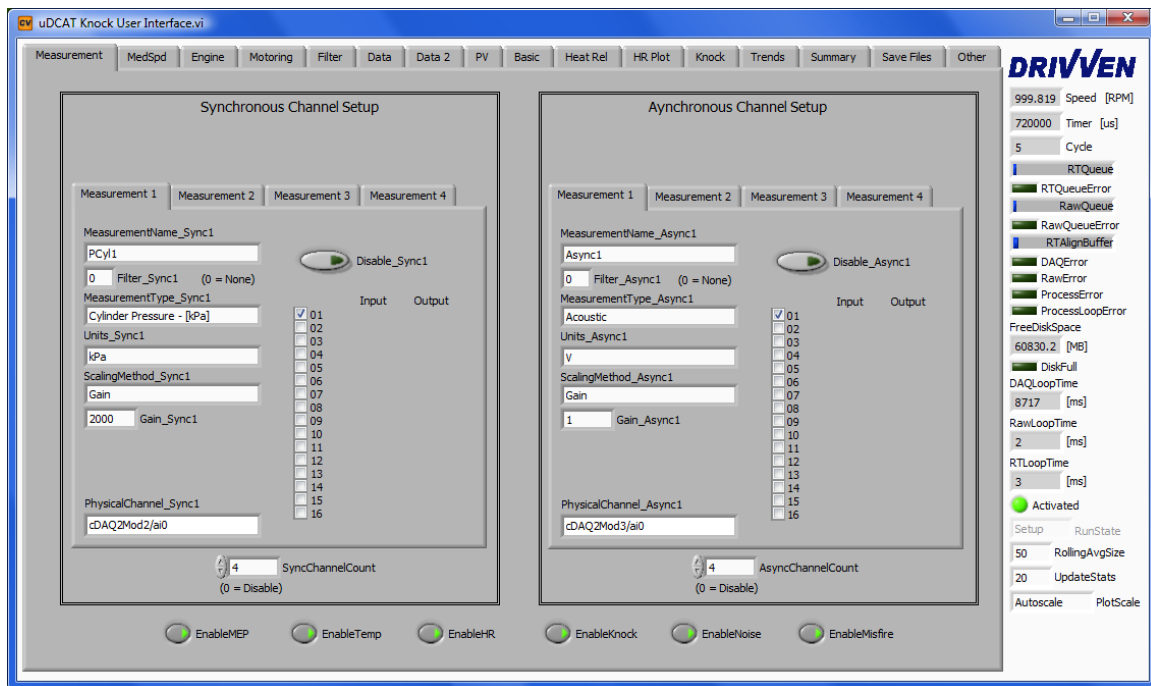 CV uDCAT Knock User Interface.vi
Measurement MedSpd Engine Motoring Filter Data Data 2 PV Basic Heat Rel HR Plot Knock Trends Summary Save Files Other
DRIVVEN
Synchronous Channel Setup
Measurement 1 Measurement 2 Measurement 3 Measurement 4
MeasurementName_Sync1
PCyl1
Disable_Sync1
0 Filter_Sync1 (0 = None)
MeasurementType_Sync1
Input Output
Cylinder Pressure - [kPa]
Units_Sync1
kPa
ScalingMethod_Sync1
Gain
2000 Gain_Sync1
01
02
03
04
05
06
07
08
09
10
11
12
13
14
15
16
PhysicalChannel_Sync1
cDAQ2Mod2/ai0
4 SyncChannelCount
(0 = Disable)
Aynchronous Channel Setup
Measurement 1 Measurement 2 Measurement 3 Measurement 4
MeasurementName_Async1
Async1
Disable_Async1
0 Filter_Async1 (0 = None)
MeasurementType_Async1
Input Output
Acoustic
Units_Async1
V
ScalingMethod_Async1
Gain
1 Gain_Async1
01
02
03
04
05
06
07
08
09
10
11
12
13
14
15
16
PhysicalChannel_Async1
cDAQ2Mod3/ai0
4 AsyncChannelCount
(0 = Disable)
EnableMEP EnableTemp EnableHR EnableKnock EnableNoise EnableMisfire
999.819 Speed [RPM]
720000 Timer [us]
5 Cycle
RTQueue
RTQueueError
RawQueue
RawQueueError
RTAlignBuffer
DAQError
RawError
ProcessError
ProcessLoopError
FreeDiskSpace
60830.2 [MB]
DiskFull
DAQLoopTime
8717 [ms]
RawLoopTime
2 [ms]
RTLoopTime
3 [ms]
Activated
Setup RunState
50 RollingAvgSize
20 UpdateStats
Autoscale PlotScale